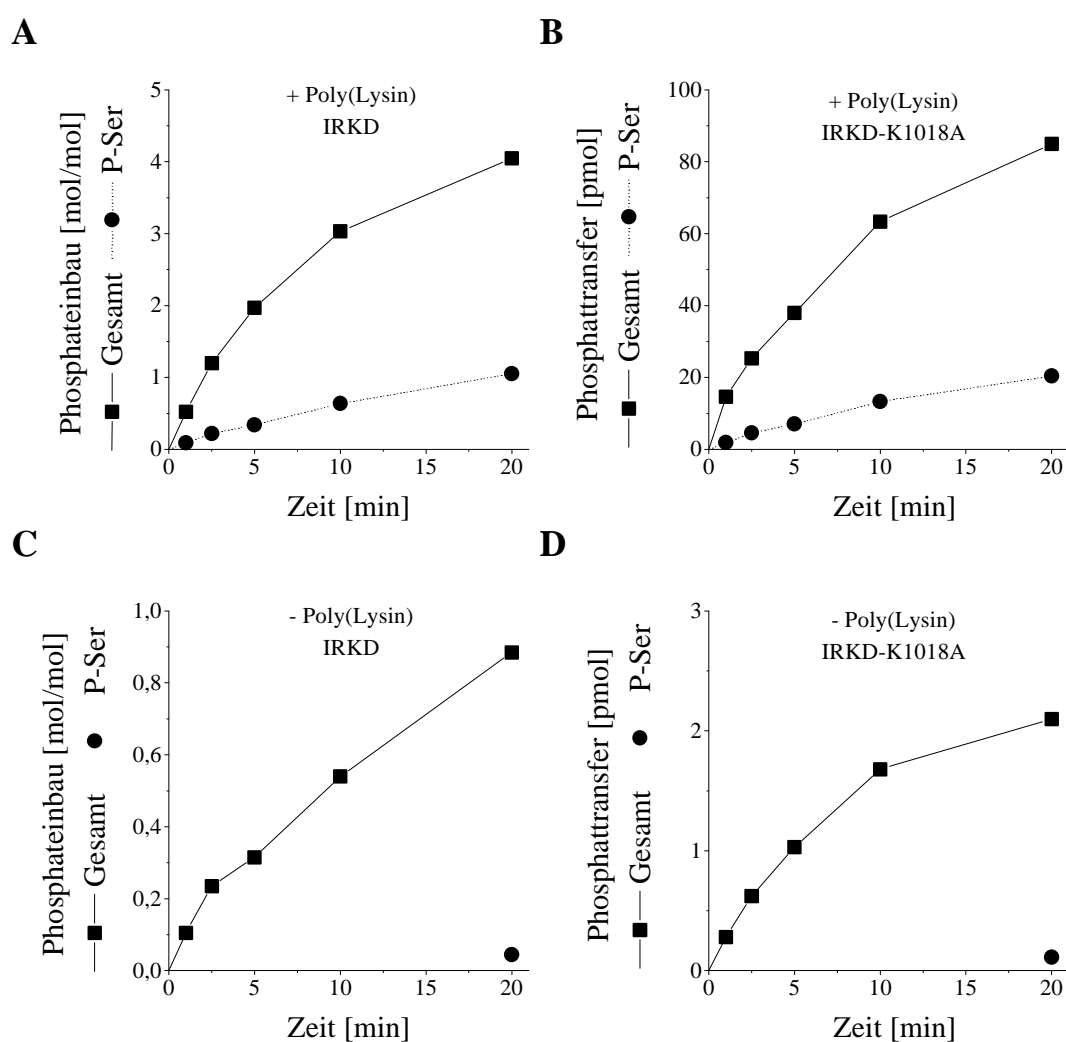 A
+ Poly(Lysin)
IRKD
Phosphateinbau [mol/mol]
Gesamt P-Ser
5
4
3
2
1
0
0 5 10 15 20
Zeit [min]
B
+ Poly(Lysin)
IRKD-K1018A
Phosphattransfer [pmol]
Gesamt P-Ser
100
80
60
40
20
0
0 5 10 15 20
Zeit [min]
C
- Poly(Lysin)
IRKD
Phosphateinbau [mol/mol]
Gesamt P-Ser
1,0
0,8
0,6
0,4
0,2
0,0
0 5 10 15 20
Zeit [min]
D
- Poly(Lysin)
IRKD-K1018A
Phosphattransfer [pmol]
Gesamt P-Ser
3
2
1
0
0 5 10 15 20
Zeit [min]